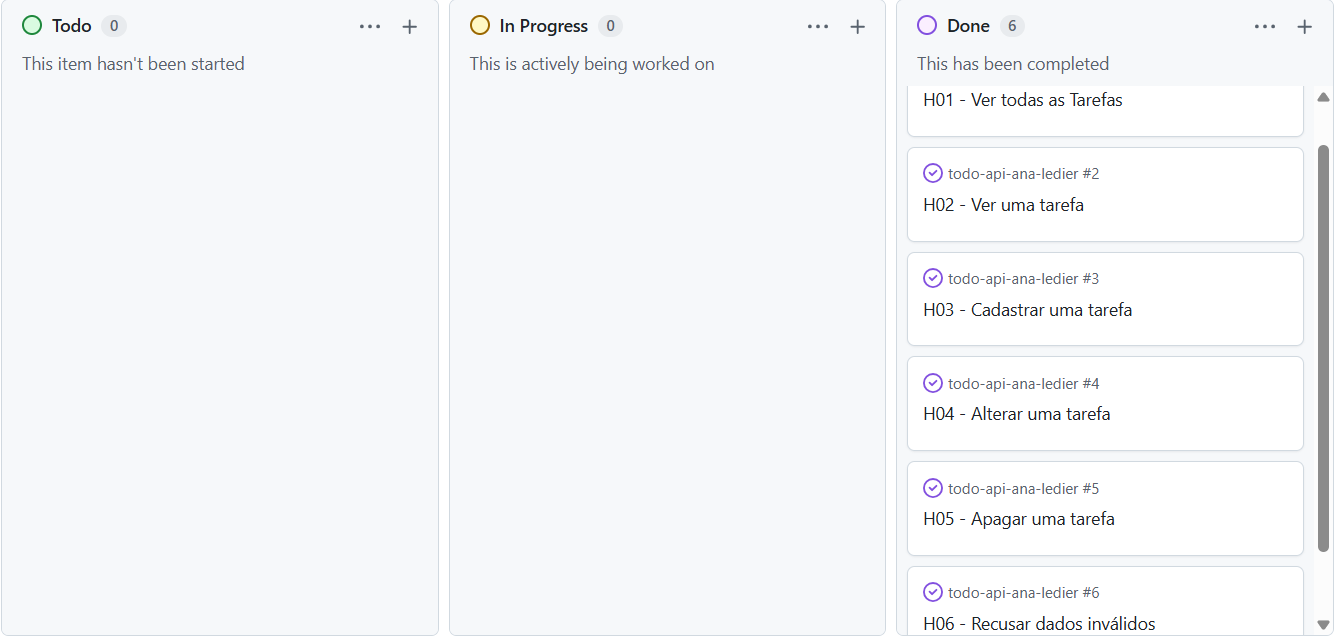 Todo 0
This item hasn't been started
In Progress 0
This is actively being worked on
Done 6
This has been completed
H01 - Ver todas as Tarefas
todo-api-ana-ledier #2
H02 - Ver uma tarefa
todo-api-ana-ledier #3
H03 - Cadastrar uma tarefa
todo-api-ana-ledier #4
H04 - Alterar uma tarefa
todo-api-ana-ledier #5
H05 - Apagar uma tarefa
todo-api-ana-ledier #6
H06 - Recusar dados inválidos